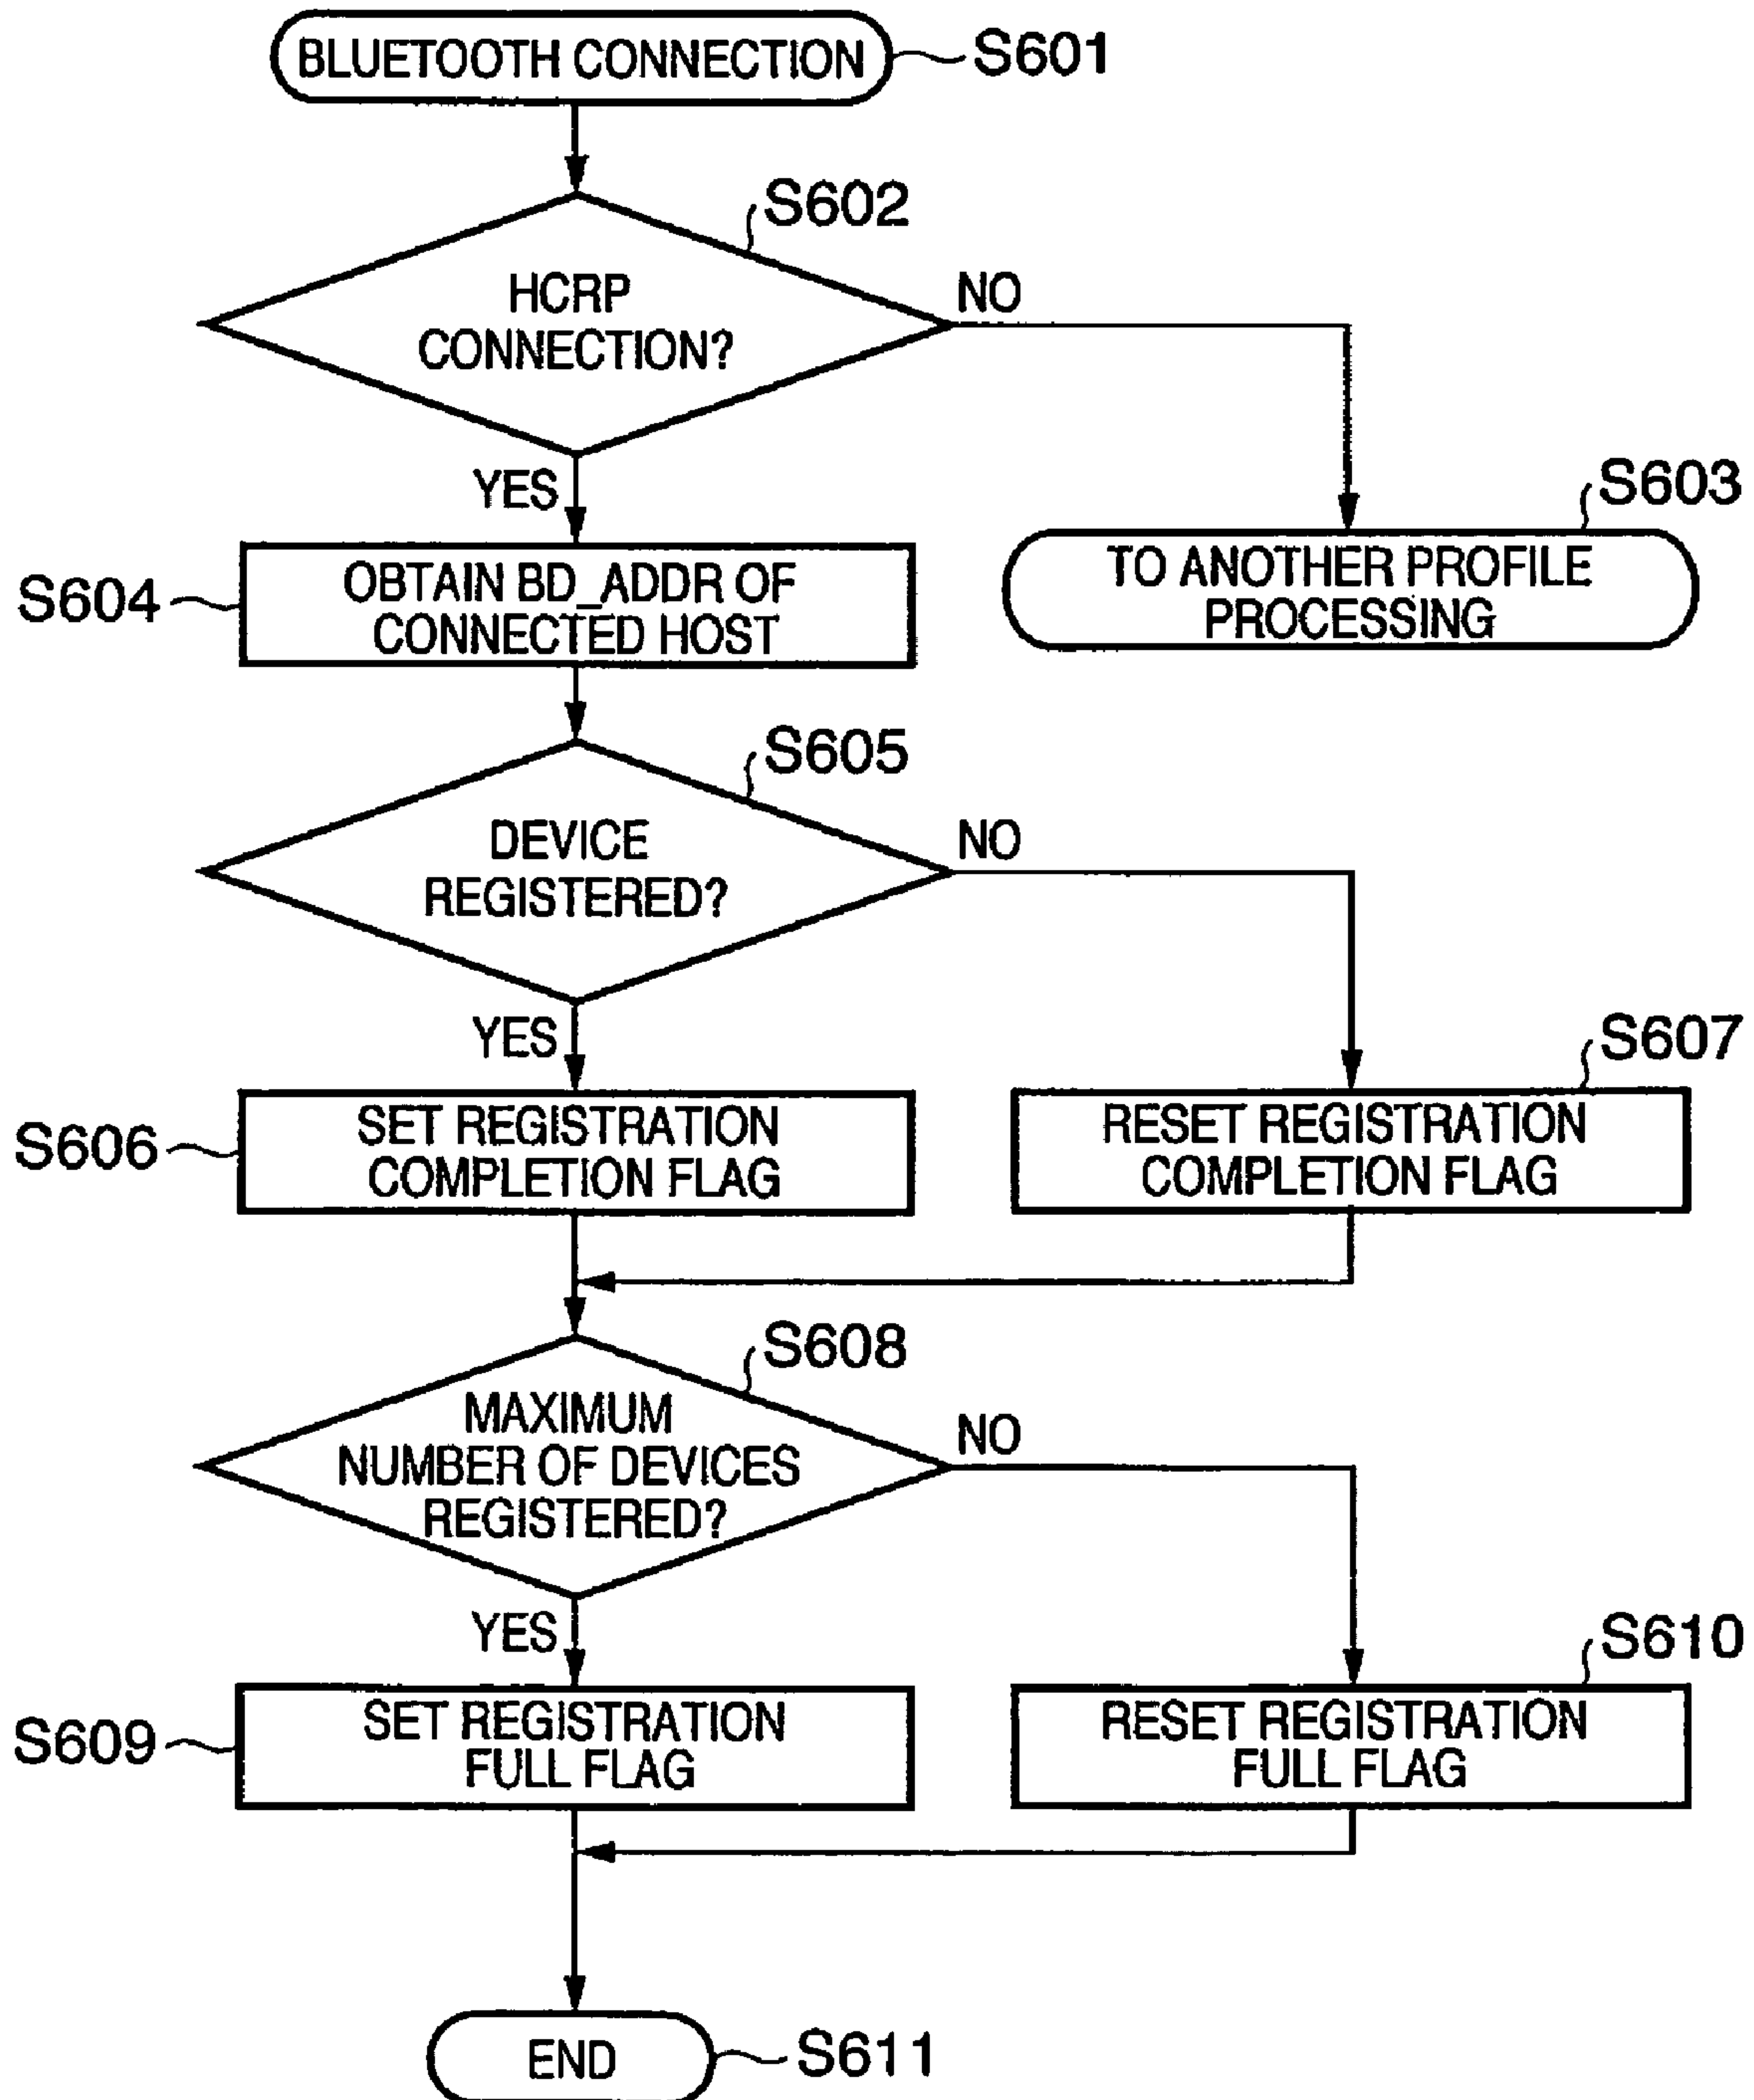 BLUETOOTH CONNECTION
S601
S602
HCRP
CONNECTION?
NO
YES
S603
TO ANOTHER PROFILE
PROCESSING
S604
OBTAIN BD_ADDR OF
CONNECTED HOST
S605
DEVICE
REGISTERED?
NO
YES
S606
SET REGISTRATION
COMPLETION FLAG
S607
RESET REGISTRATION
COMPLETION FLAG
S608
MAXIMUM
NUMBER OF DEVICES
REGISTERED?
NO
YES
S609
SET REGISTRATION
FULL FLAG
S610
RESET REGISTRATION
FULL FLAG
END
S611